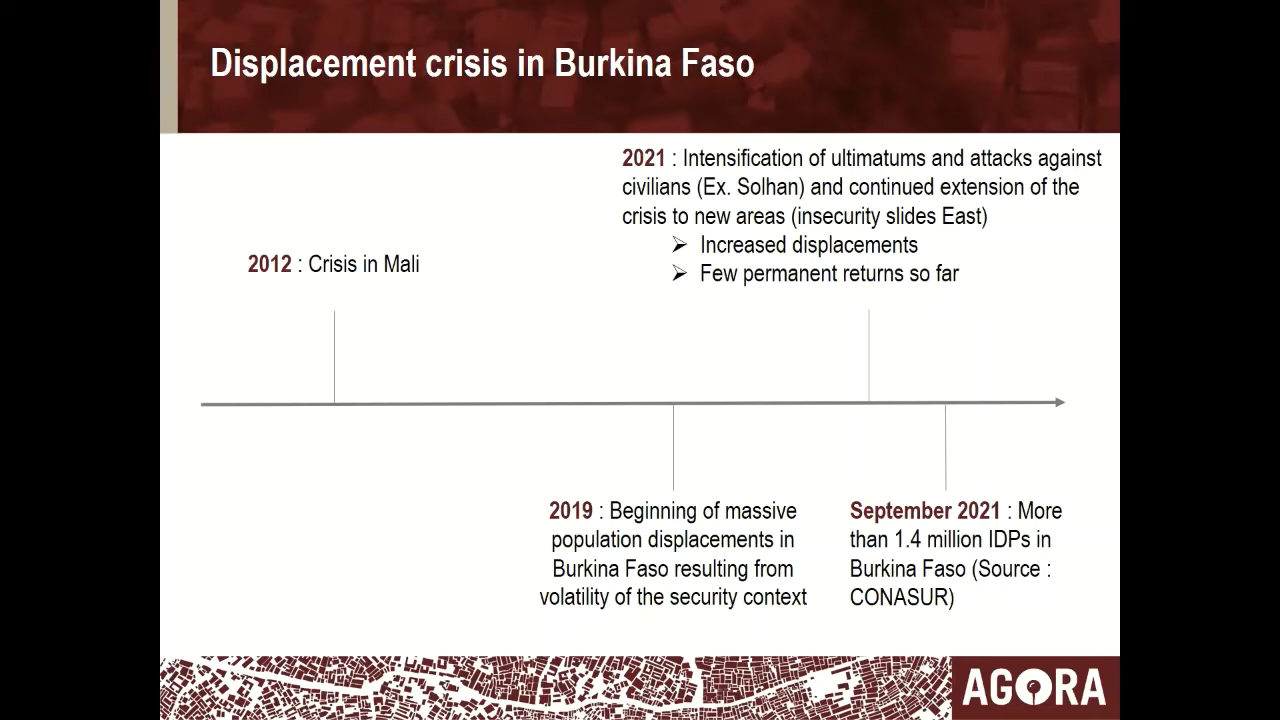 Displacement crisis in Burkina Faso
2012 : Crisis in Mali
2021 : Intensification of ultimatums and attacks against
civilians (Ex. Solhan) and continued extension of the
crisis to new areas (insecurity slides East)
➢ Increased displacements
➢ Few permanent returns so far
2019 : Beginning of massive
population displacements in
Burkina Faso resulting from
volatility of the security context
September 2021 : More
than 1.4 million IDPs in
Burkina Faso (Source :
CONASUR)
AGORA